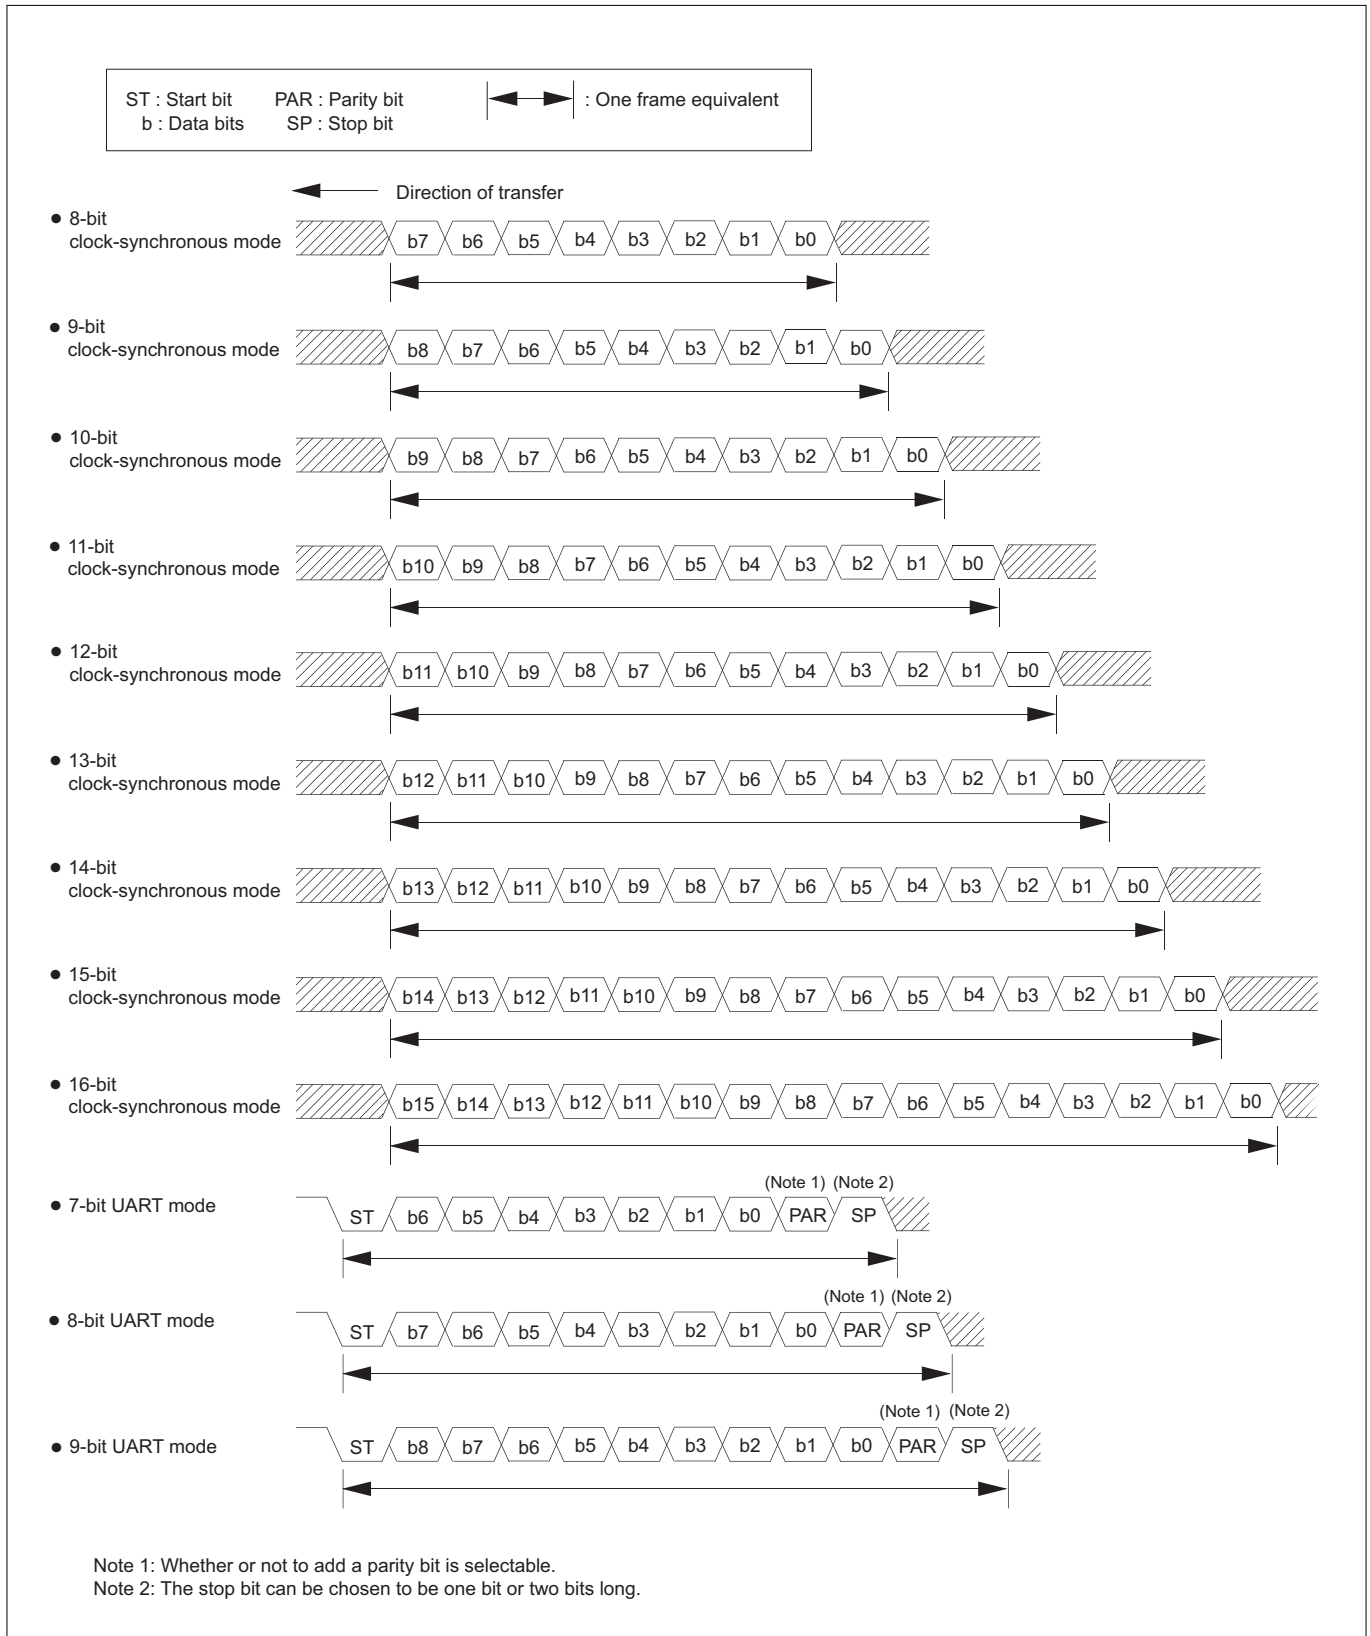 ST : Start bit PAR : Parity bit : One frame equivalent
b : Data bits SP : Stop bit
Direction of transfer
● 8-bit
clock-synchronous mode
b7 b6 b5 b4 b3 b2 b1 b0
● 9-bit
clock-synchronous mode
b8 b7 b6 b5 b4 b3 b2 b1 b0
● 10-bit
clock-synchronous mode
b9 b8 b7 b6 b5 b4 b3 b2 b1 b0
● 11-bit
clock-synchronous mode
b10 b9 b8 b7 b6 b5 b4 b3 b2 b1 b0
● 12-bit
clock-synchronous mode
b11 b10 b9 b8 b7 b6 b5 b4 b3 b2 b1 b0
● 13-bit
clock-synchronous mode
b12 b11 b10 b9 b8 b7 b6 b5 b4 b3 b2 b1 b0
● 14-bit
clock-synchronous mode
b13 b12 b11 b10 b9 b8 b7 b6 b5 b4 b3 b2 b1 b0
● 15-bit
clock-synchronous mode
b14 b13 b12 b11 b10 b9 b8 b7 b6 b5 b4 b3 b2 b1 b0
● 16-bit
clock-synchronous mode
b15 b14 b13 b12 b11 b10 b9 b8 b7 b6 b5 b4 b3 b2 b1 b0
(Note 1) (Note 2)
● 7-bit UART mode
ST b6 b5 b4 b3 b2 b1 b0 PAR SP
(Note 1) (Note 2)
● 8-bit UART mode
ST b7 b6 b5 b4 b3 b2 b1 b0 PAR SP
(Note 1) (Note 2)
● 9-bit UART mode
ST b8 b7 b6 b5 b4 b3 b2 b1 b0 PAR SP
Note 1: Whether or not to add a parity bit is selectable.
Note 2: The stop bit can be chosen to be one bit or two bits long.